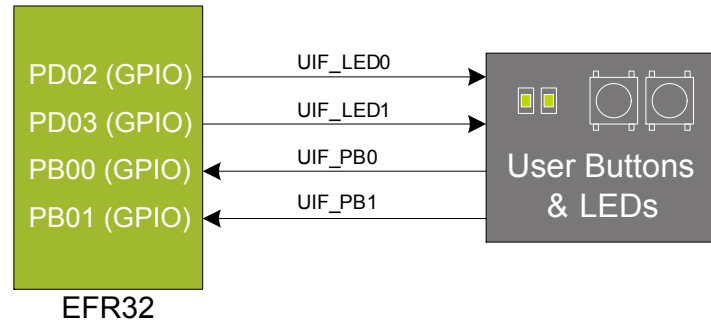 PD02 (GPIO)
PD03 (GPIO)
PB00 (GPIO)
PB01 (GPIO)
UIF_LED0
UIF_LED1
UIF_PB0
UIF_PB1
User Buttons
& LEDs
EFR32